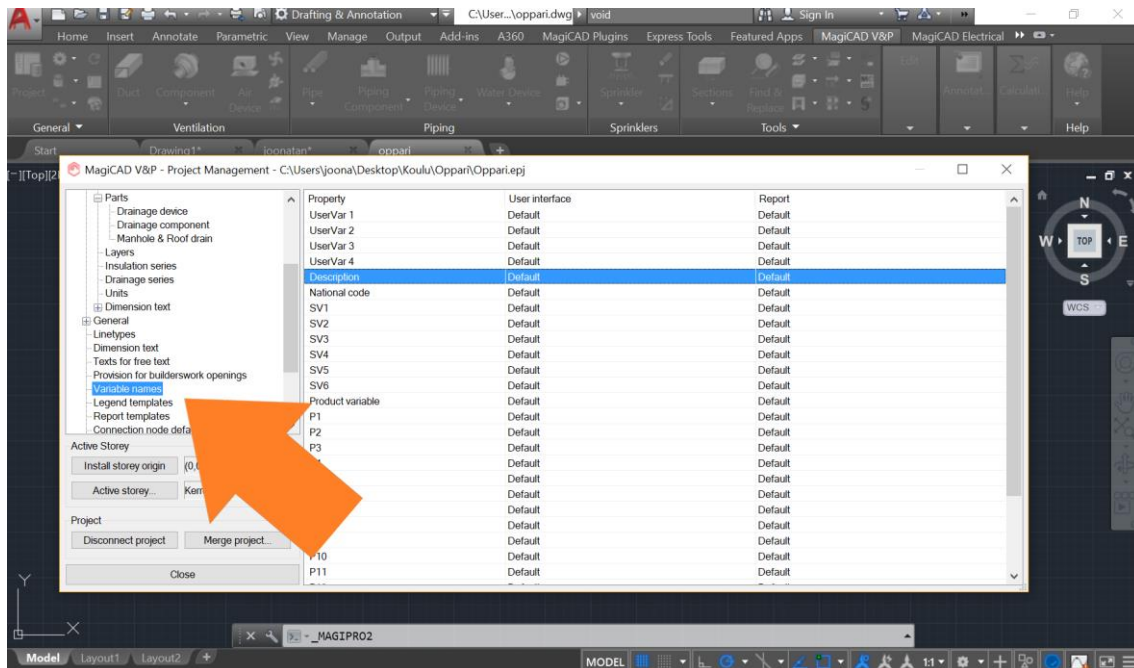 Drafting & Annotation
C:\User...\oppari.dwg
void
Sign In
Home Insert Annotate Parametric View Manage Output Add-ins A360 MagiCAD Plugins Express Tools Featured Apps MagiCAD V&P MagiCAD Electrical
Project Duct Component Air Device Pipe Piping Component Piping Device Water Device Sprinkler Sections Find & Replace Edit Help
General Ventilation Piping Sprinklers Tools Help
Start Drawing1* joonatan* oppari
[-][Top][2
MagiCAD V&P - Project Management - C:\Users\joona\Desktop\Koulu\Oppari\Oppari.epj
Parts
Drainage device
Drainage component
Manhole & Roof drain
Layers
Insulation series
Drainage series
Units
Dimension text
General
Linetypes
Dimension text
Texts for free text
Provision for builderswork openings
Variable names
Legend templates
Report templates
Connection node
Active Storey
Install storey origin
Active storey...
Project
Disconnect project Merge project...
Close
Property User interface Report
UserVar 1 Default Default
UserVar 2 Default Default
UserVar 3 Default Default
UserVar 4 Default Default
Description Default Default
National code Default Default
SV1 Default Default
SV2 Default Default
SV3 Default Default
SV4 Default Default
SV5 Default Default
SV6 Default Default
Product variable Default Default
P1 Default Default
P2 Default Default
P3 Default Default
Default Default
Default Default
Default Default
Default Default
Default Default
Default Default
P10 Default Default
P11 Default Default
N
W TOP E
S
WCS
Y
X
_MAGIPRO2
Model Layout1 Layout2 +
MODEL 1:1